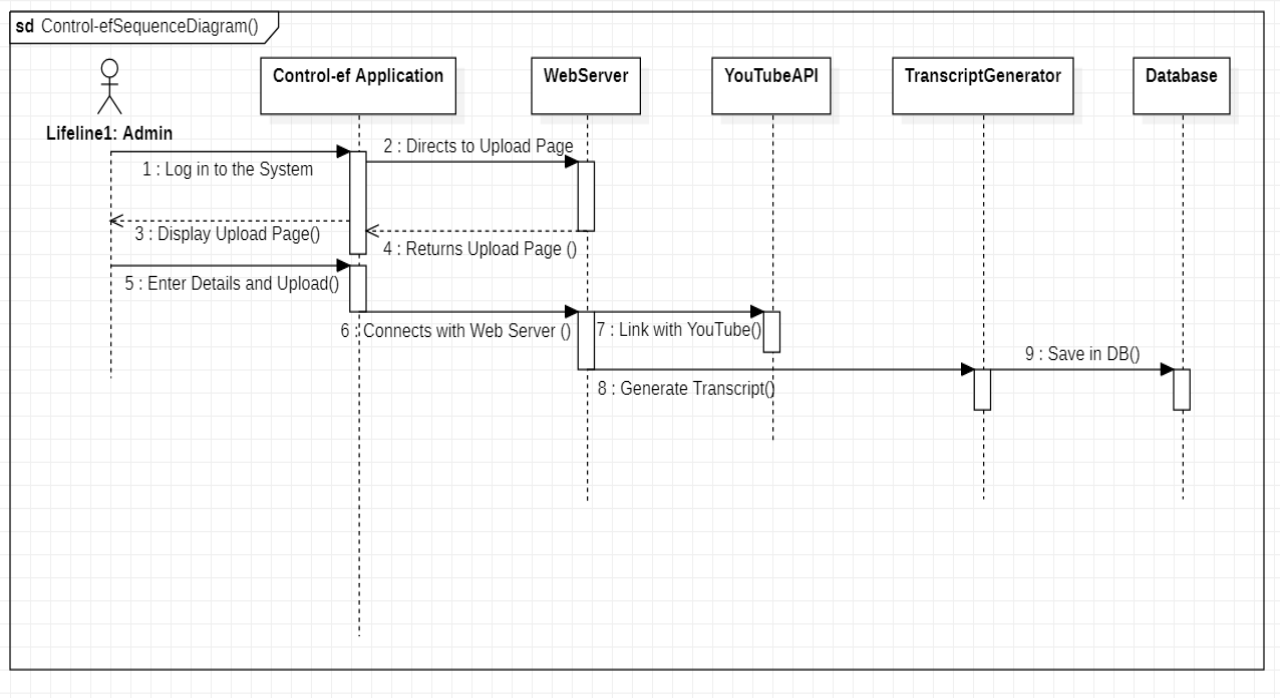 sd Control-efSequenceDiagram()
Control-ef Application
WebServer
YouTubeAPI
TranscriptGenerator
Database
Lifeline1: Admin
2 : Directs to Upload Page
1 : Log in to the System
3 : Display Upload Page()
4 : Returns Upload Page ()
5 : Enter Details and Upload()
6 : Connects with Web Server ()
7 : Link with YouTube()
9 : Save in DB()
8 : Generate Transcript()